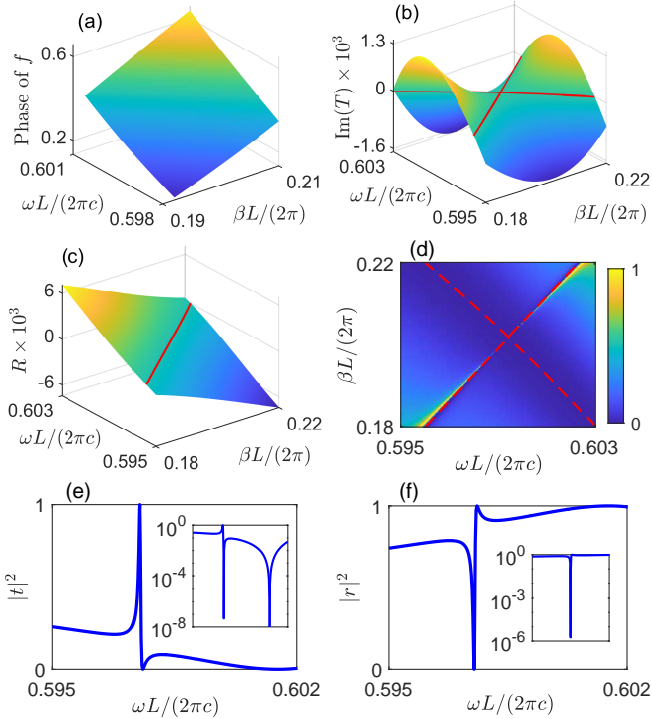 (a)
Phase of f
0.6
0.2
0.601
ωL/(2πc)
0.598
0.19
βL/(2π)
0.21
(b)
Im(T) × 10³
1.3
0
-1.6
0.603
ωL/(2πc)
0.595
0.18
βL/(2π)
0.22
(c)
R × 10³
6
0
-6
0.603
ωL/(2πc)
0.595
0.18
βL/(2π)
0.22
(d)
0.22
βL/(2π)
0.18
0.595
ωL/(2πc)
0.603
1
0
(e)
1
|t|²
0
0.595
ωL/(2πc)
0.602
10⁰
10⁻⁴
10⁻⁸
(f)
1
|r|²
0
0.595
ωL/(2πc)
0.602
10⁰
10⁻³
10⁻⁶